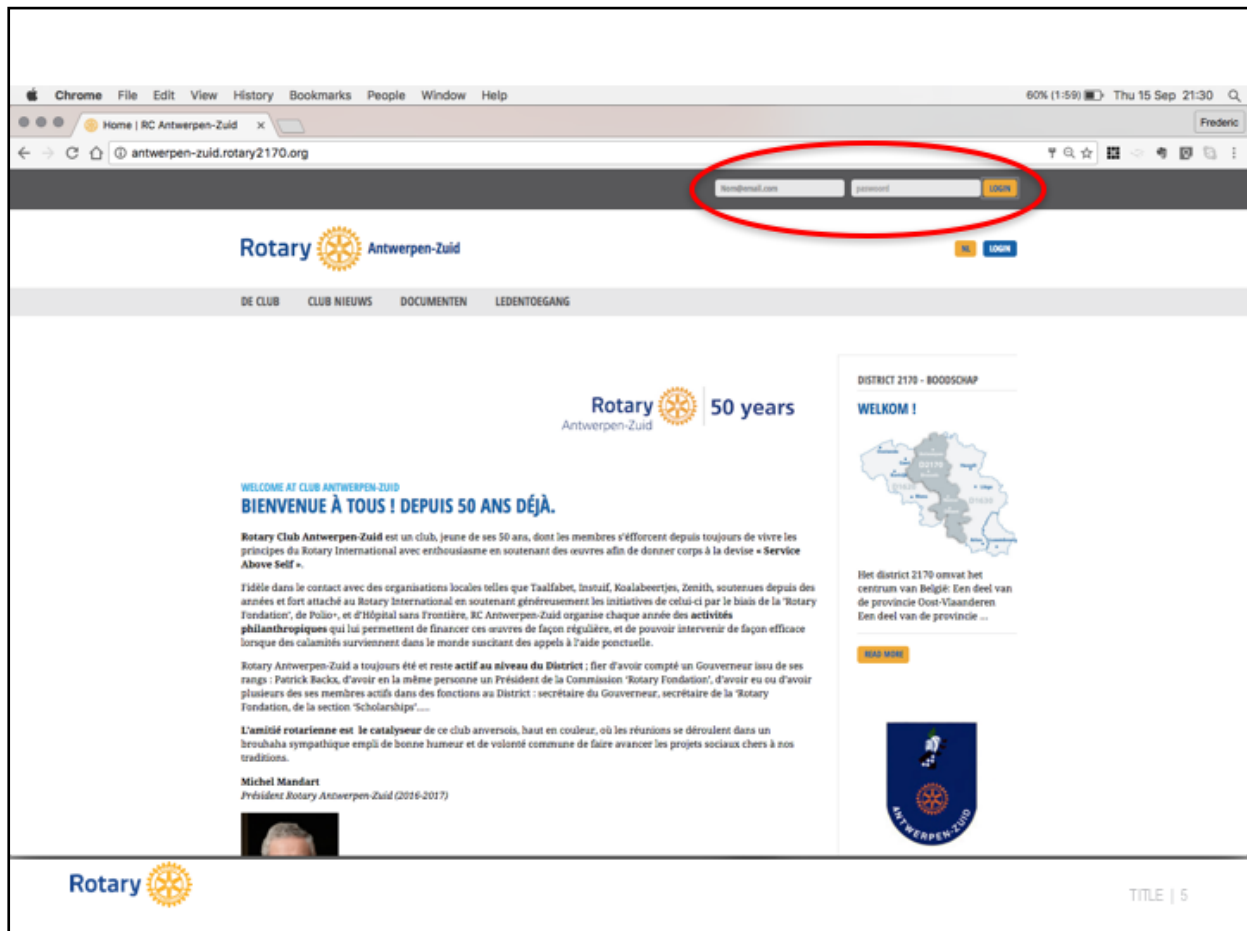 Chrome File Edit View History Bookmarks People Window Help 60% (1:59) Thu 15 Sep 21:30
Home | RC Antwerpen-Zuid Frederic
antwerpen-zuid.rotary2170.org
Nom@email.com LOGIN
Rotary Antwerpen-Zuid NL LOGIN
DE CLUB CLUB NIEUWS DOCUMENTEN LEDENTOEGANG
Rotary 50 years
Antwerpen-Zuid
WELCOME AT CLUB ANTWERPEN-ZUID
BIENVENUE À TOUS ! DEPUIS 50 ANS DÉJÀ.
Rotary Club Antwerpen-Zuid est un club, jeune de ses 50 ans, dont les membres s'éfforcent depuis toujours de vivre les
principes du Rotary International avec enthousiasme en soutenant des œuvres afin de donner corps à la devise « Service
Above Self ».
Fidèle dans le contact avec des organisations locales telles que Taalfabet, Instuif, Koalabeertjes, Zenith, soutenues depuis des
années et fort attaché au Rotary International en soutenant généreusement les initiatives de celui-ci par le biais de la 'Rotary
Fondation', de Polio+, et d'Hôpital sans Frontière, RC Antwerpen-Zuid organise chaque année des activités
philanthropiques qui lui permettent de financer ces œuvres de façon régulière, et de pouvoir intervenir de façon efficace
lorsque des calamités surviennent dans le monde suscitant des appels à l'aide ponctuelle.
Rotary Antwerpen-Zuid a toujours été et reste actif au niveau du District ; fier d'avoir compté un Gouverneur issu de ses
rangs : Patrick Backx, d'avoir en la même personne un Président de la Commission 'Rotary Fondation', d'avoir eu ou d'avoir
plusieurs des ses membres actifs dans des fonctions au District : secrétaire du Gouverneur, secrétaire de la 'Rotary
Fondation, de la section 'Scholarships'.....
L'amitié rotarienne est le catalyseur de ce club anversois, haut en couleur, où les réunions se déroulent dans un
brouhaha sympathique empli de bonne humeur et de volonté commune de faire avancer les projets sociaux chers à nos
traditions.
Michel Mandart
Président Rotary Antwerpen-Zuid (2016-2017)
DISTRICT 2170 - BOODSCHAP
WELKOM !
D2170
D1620
D1630
Het district 2170 omvat het
centrum van België: Een deel van
de provincie Oost-Vlaanderen
Een deel van de provincie ...
READ MORE
ANTWERPEN-ZUID
Rotary
TITLE | 5